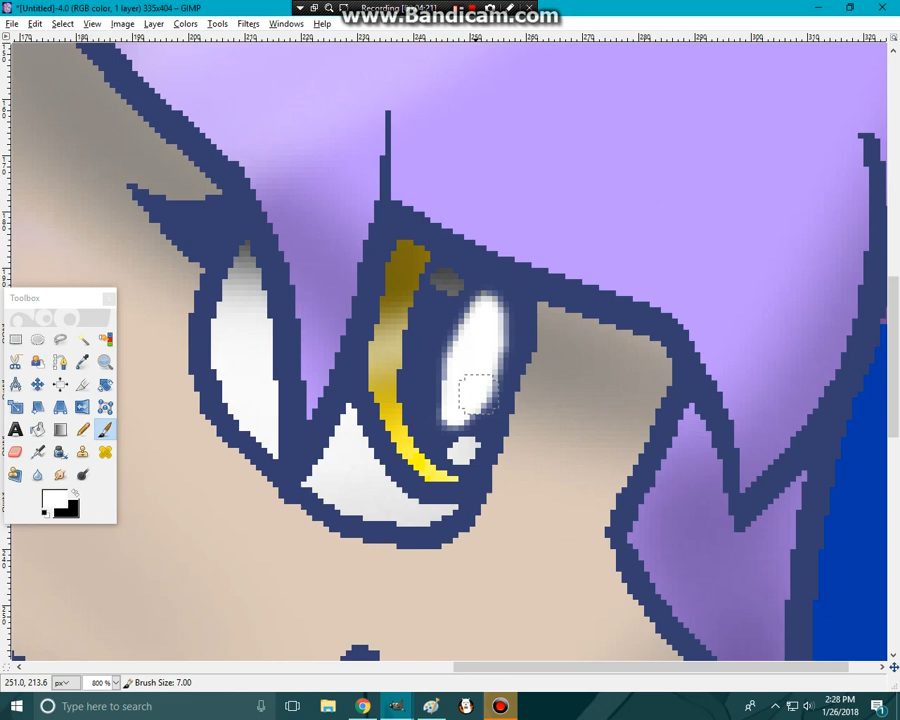 *[Untitled]-4.0 (RGB color, 1 layer) 335x404 – GIMP
www.Bandicam.com
File Edit Select View Image Layer Colors Tools Filters Windows Help
Toolbox
251.0, 213.6 px 800 % Brush Size: 7.00
Type here to search
2:28 PM
1/26/2018